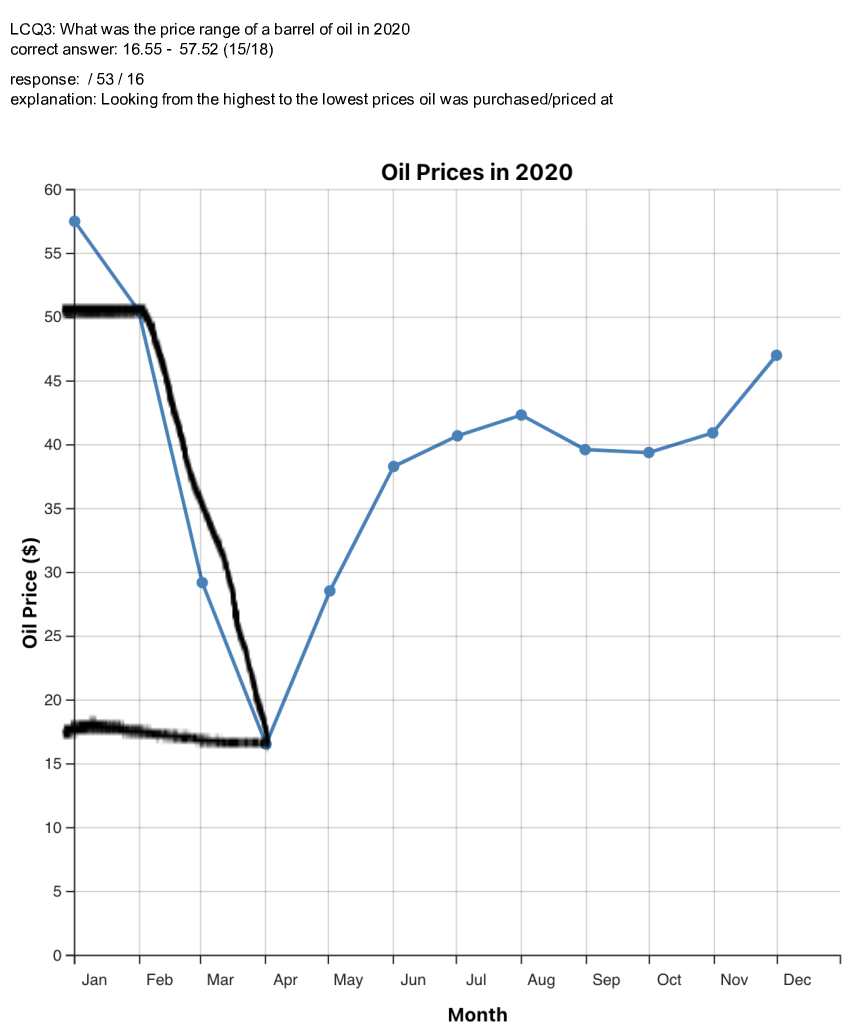 LCQ3: What was the price range of a barrel of oil in 2020
correct answer: 16.55 -  57.52 (15/18)
response:  / 53 / 16
explanation: Looking from the highest to the lowest prices oil was purchased/priced at
Oil Prices in 2020
60
55
50
45
40
35
30
25
20
15
10
5
0
Oil Price ($)
Jan Feb Mar Apr May Jun Jul Aug Sep Oct Nov Dec
Month